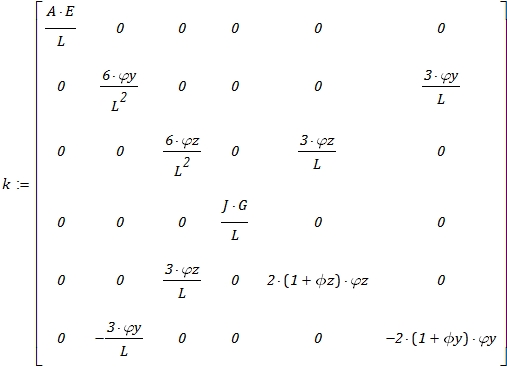 A · E / L 0 0 0 0 0
0 6 · φy / L² 0 0 0 3 · φy / L
0 0 6 · φz / L² 0 3 · φz / L 0
k := 0 0 0 J · G / L 0 0
0 0 3 · φz / L 0 2 · (1 + ϕz) · φz 0
0 −3 · φy / L 0 0 0 −2 · (1 + ϕy) · φy